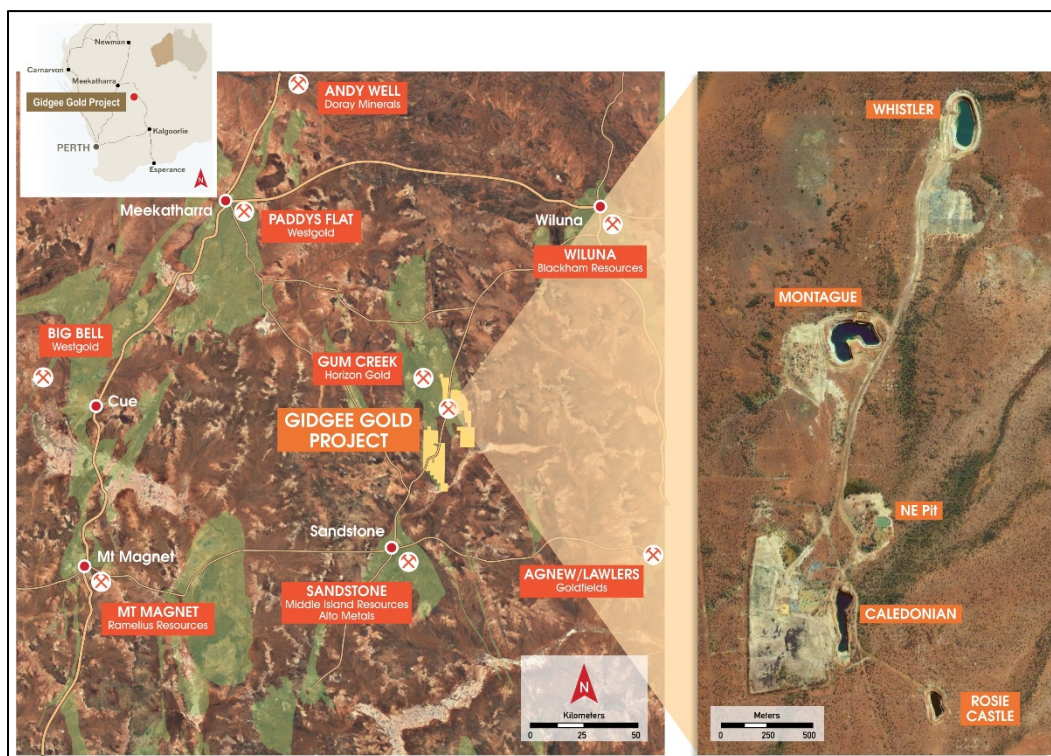 Newman
Carnarvon
Meekatharra
Gidgee Gold Project
Kalgoorlie
PERTH
Esperance
N
ANDY WELL
Doray Minerals
Meekatharra
PADDYS FLAT
Westgold
Wiluna
WILUNA
Blackham Resources
BIG BELL
Westgold
GUM CREEK
Horizon Gold
Cue
GIDGEE GOLD
PROJECT
Sandstone
Mt Magnet
MT MAGNET
Ramelius Resources
SANDSTONE
Middle Island Resources
Alto Metals
AGNEW/LAWLERS
Goldfields
N
Kilometers
0 25 50
WHISTLER
MONTAGUE
NE Pit
CALEDONIAN
ROSIE
CASTLE
Meters
0 250 500